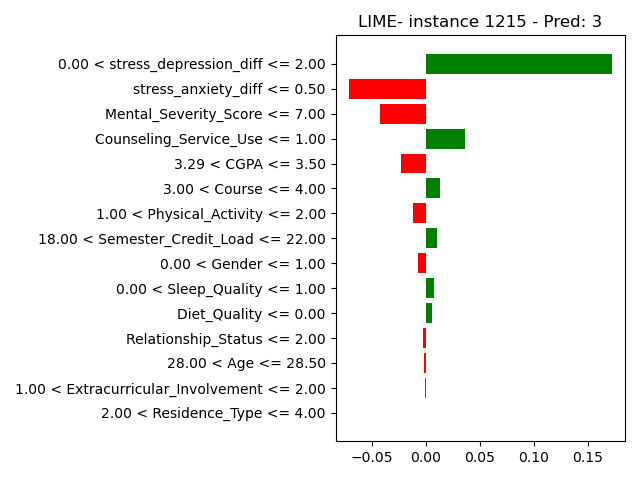 LIME- instance 1215 - Pred: 3
0.00 < stress_depression_diff <= 2.00
stress_anxiety_diff <= 0.50
Mental_Severity_Score <= 7.00
Counseling_Service_Use <= 1.00
3.29 < CGPA <= 3.50
3.00 < Course <= 4.00
1.00 < Physical_Activity <= 2.00
18.00 < Semester_Credit_Load <= 22.00
0.00 < Gender <= 1.00
0.00 < Sleep_Quality <= 1.00
Diet_Quality <= 0.00
Relationship_Status <= 2.00
28.00 < Age <= 28.50
1.00 < Extracurricular_Involvement <= 2.00
2.00 < Residence_Type <= 4.00
−0.05 0.00 0.05 0.10 0.15